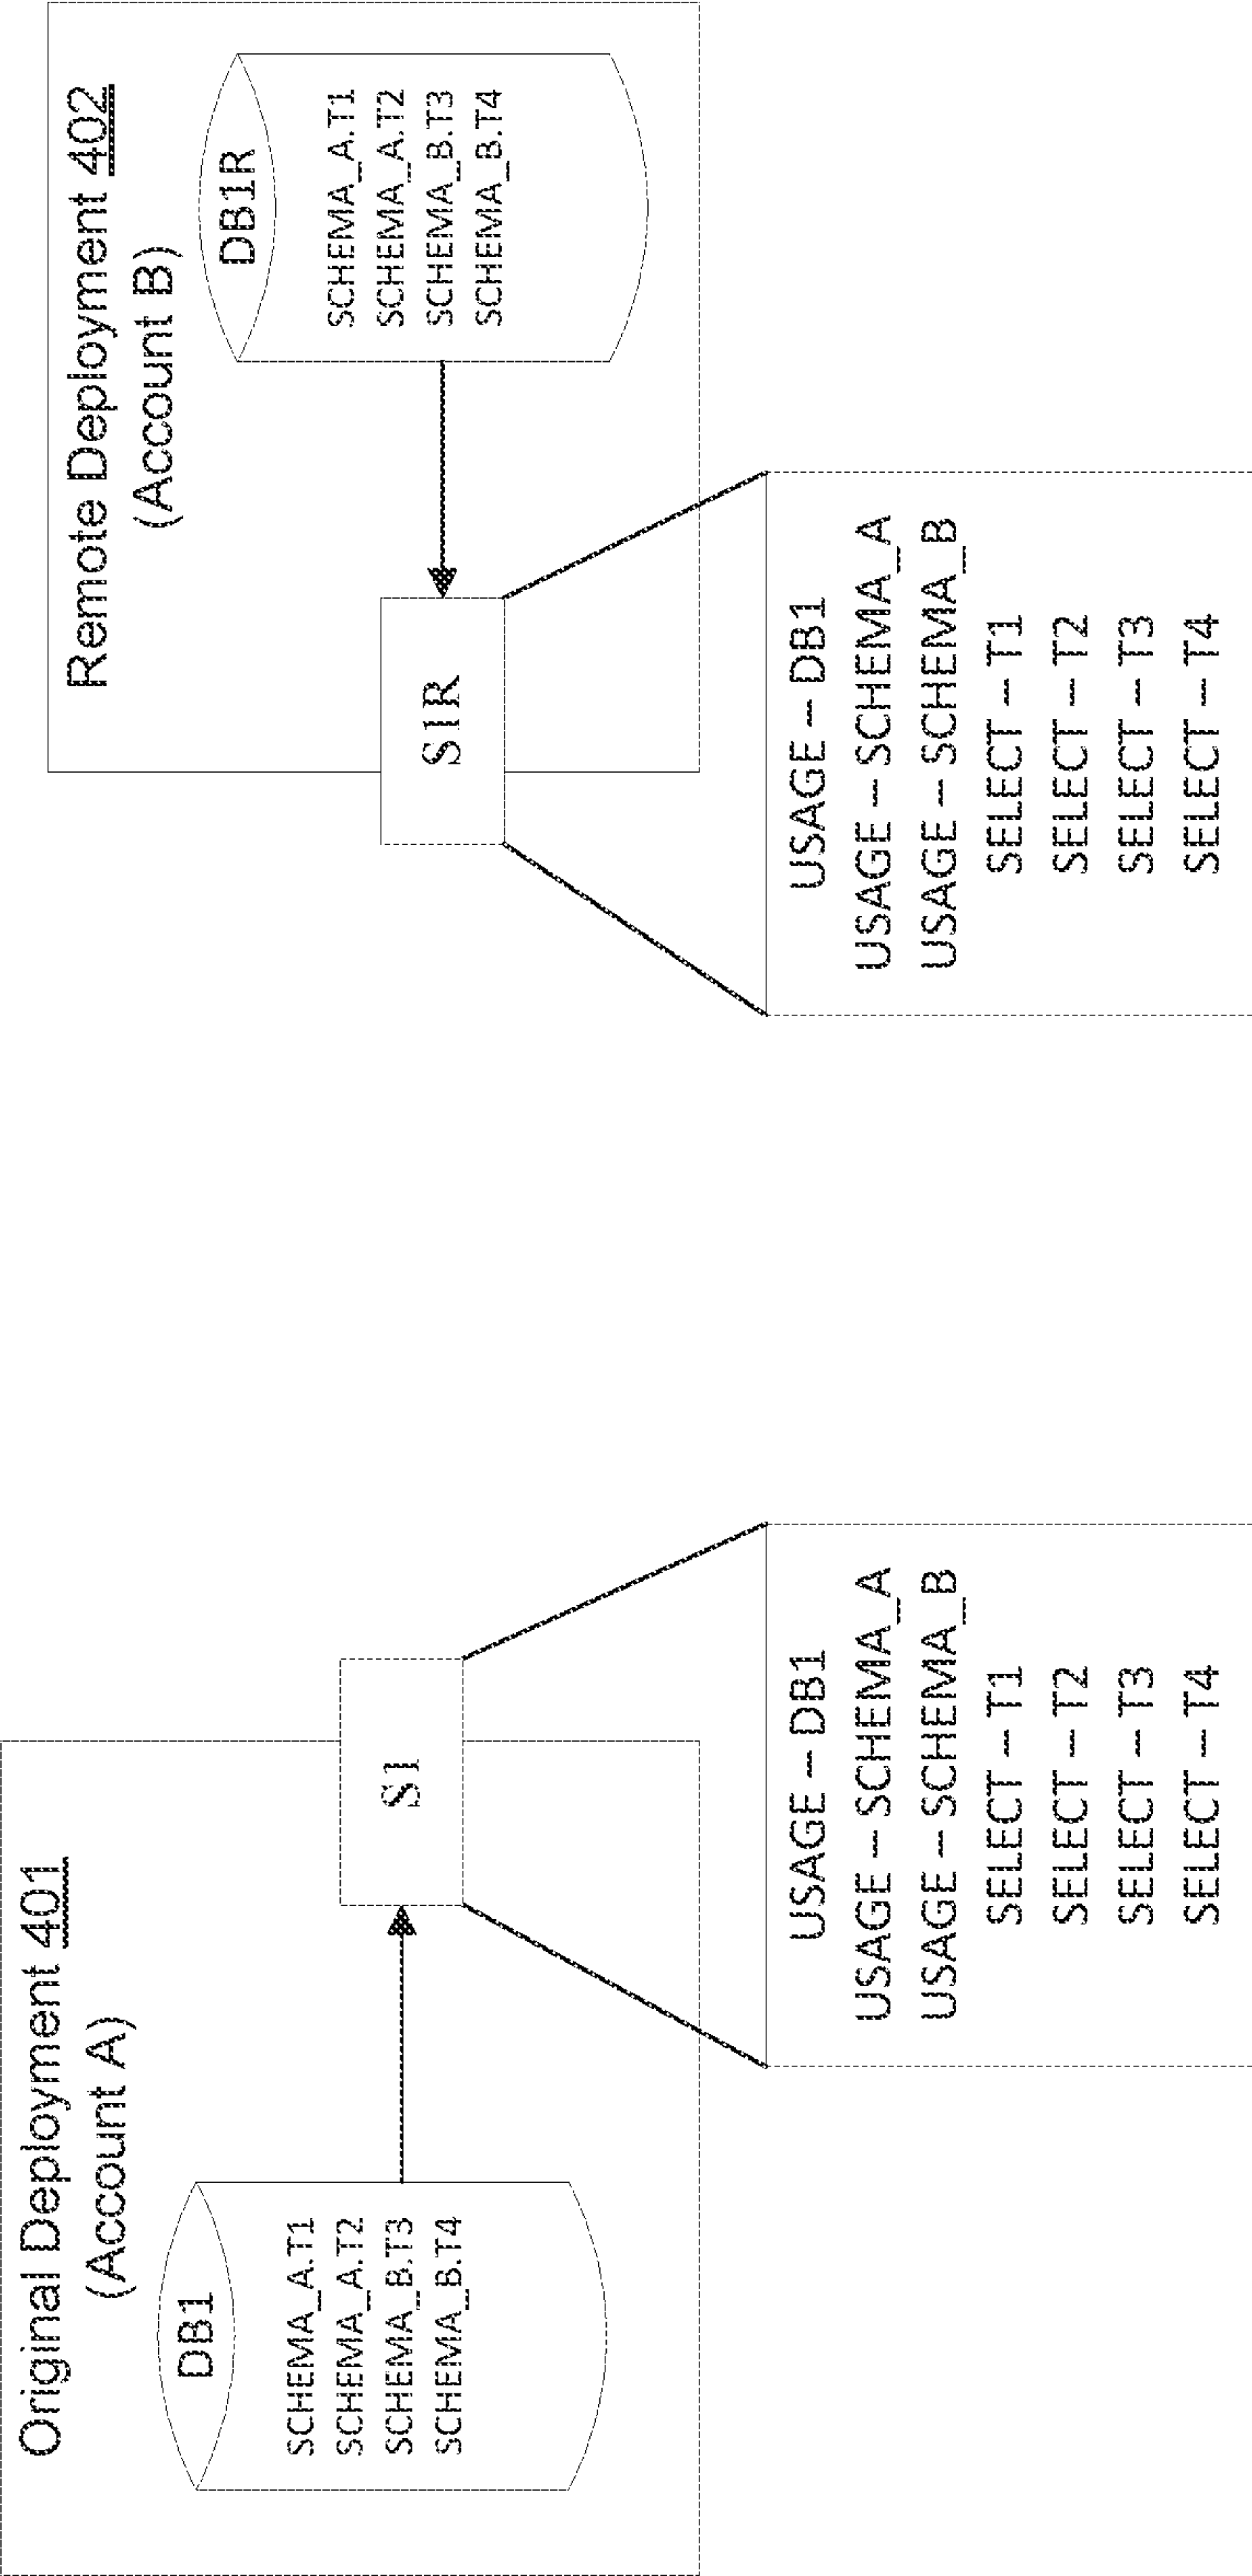 Original Deployment 401
(Account A)
DB1
SCHEMA_A.T1
SCHEMA_A.T2
SCHEMA_B.T3
SCHEMA_B.T4
S1
USAGE – DB1
USAGE – SCHEMA_A
USAGE – SCHEMA_B
SELECT – T1
SELECT – T2
SELECT – T3
SELECT – T4
Remote Deployment 402
(Account B)
DB1R
SCHEMA_A.T1
SCHEMA_A.T2
SCHEMA_B.T3
SCHEMA_B.T4
S1R
USAGE – DB1
USAGE – SCHEMA_A
USAGE – SCHEMA_B
SELECT – T1
SELECT – T2
SELECT – T3
SELECT – T4